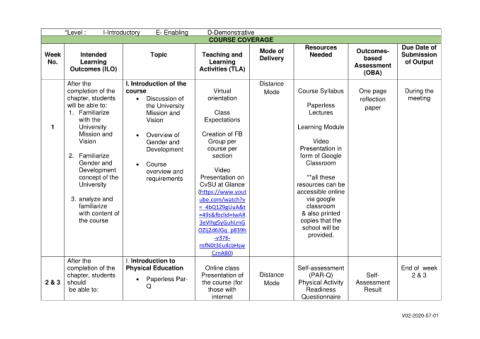 *Level : I-Introductory E- Enabling D-Demonstrative
COURSE COVERAGE
Week No.
Intended Learning Outcomes (ILO)
Topic
Teaching and Learning Activities (TLA)
Mode of Delivery
Resources Needed
Outcomes-based Assessment (OBA)
Due Date of Submission of Output
1
After the
completion of the
chapter, students
will be able to:
1. Familiarize
with the
University
Mission and
Vision
2. Familiarize
Gender and
Development
concept of the
University
3. analyze and
familiarize
with content of
the course
I. Introduction of the
course
• Discussion of
the University
Mission and
Vision
• Overview of
Gender and
Development
• Course
overview and
requirements
Virtual
orientation
Class
Expectations
Creation of FB
Group per
course per
section
Video
Presentation on
CvSU at Glance
(https://www.yout
ube.com/watch?v
Distance
Mode
Course Syllabus
Paperless
Lectures
Learning Module
Video
Presentation in
form of Google
Classroom
**all these
resources can be
accessible online
via google
classroom
& also printed
copies that the
school will be
provided.
One page
reflection
paper
During the
meeting
2 & 3
After the
completion of the
chapter, students
should
be able to:
I. Introduction to
Physical Education
• Paperless Par-
Q
Online class
Presentation of
the course (for
those with
internet
Distance
Mode
Self-assessment
(PAR-Q)
Physical Activity
Readiness
Questionnaire
Self-
Assessment
Result
End of week
2 & 3
V02-2020-07-01